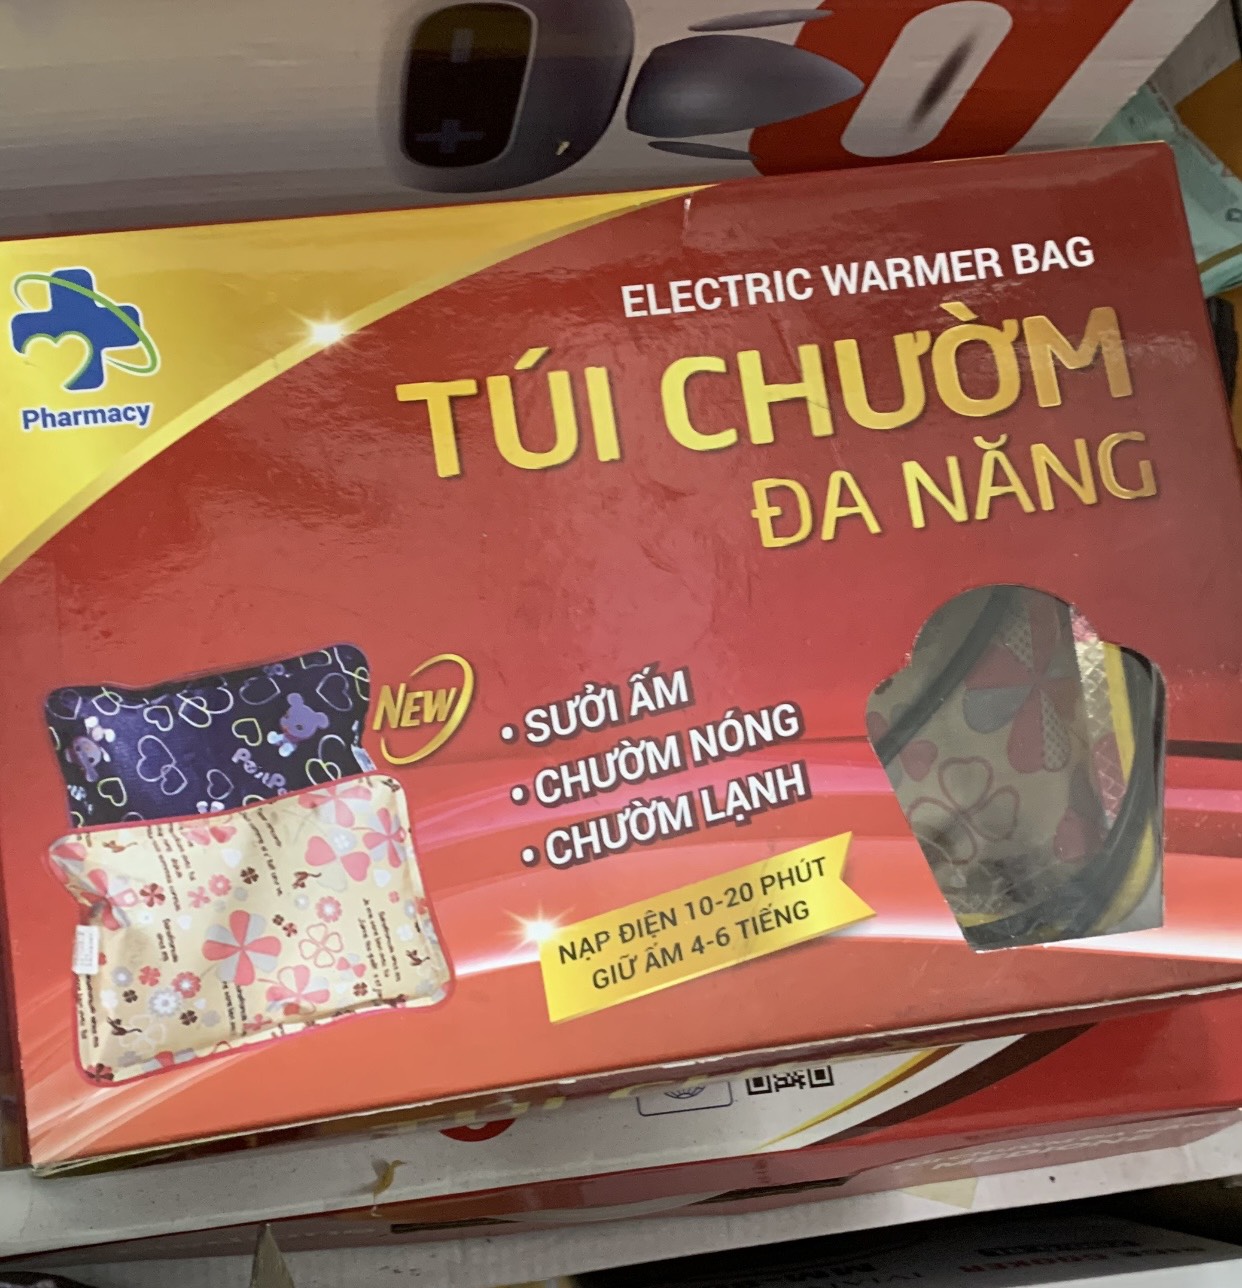 ELECTRIC WARMER BAG
TÚI CHƯỜM
ĐA NĂNG
Pharmacy
NEW
• SƯỞI ẤM
• CHƯỜM NÓNG
• CHƯỜM LẠNH
NẠP ĐIỆN 10-20 PHÚT
GIỮ ẤM 4-6 TIẾNG